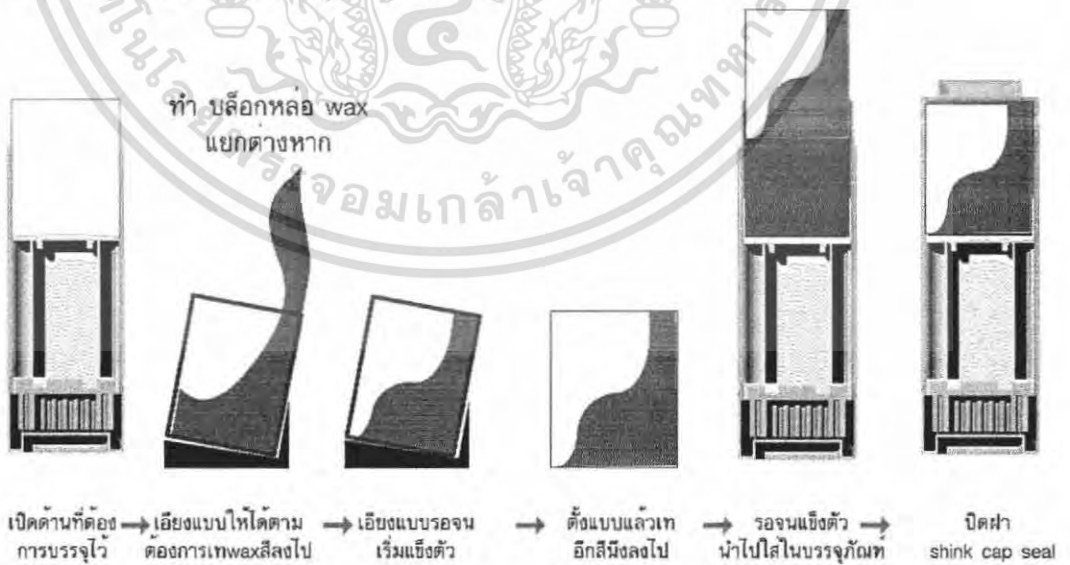 ทำ บล็อกหล่อ wax
แยกต่างหาก
จอมเกล้าเจ้าคุณทหาร
เปิดด้านที่ต้อง
การบรรจุไว้
→ เอียงแบบให้ได้ตาม
ต้องการเทwaxสีลงไป
→ เอียงแบบรอจน
เริ่มแข็งตัว
→ ตั้งแบบแล้วเท
อีกสีนึงลงไป
→ รอจนแข็งตัว →
นำไปใส่ในบรรจุภัณฑ์
ปิดฝา
shink cap seal